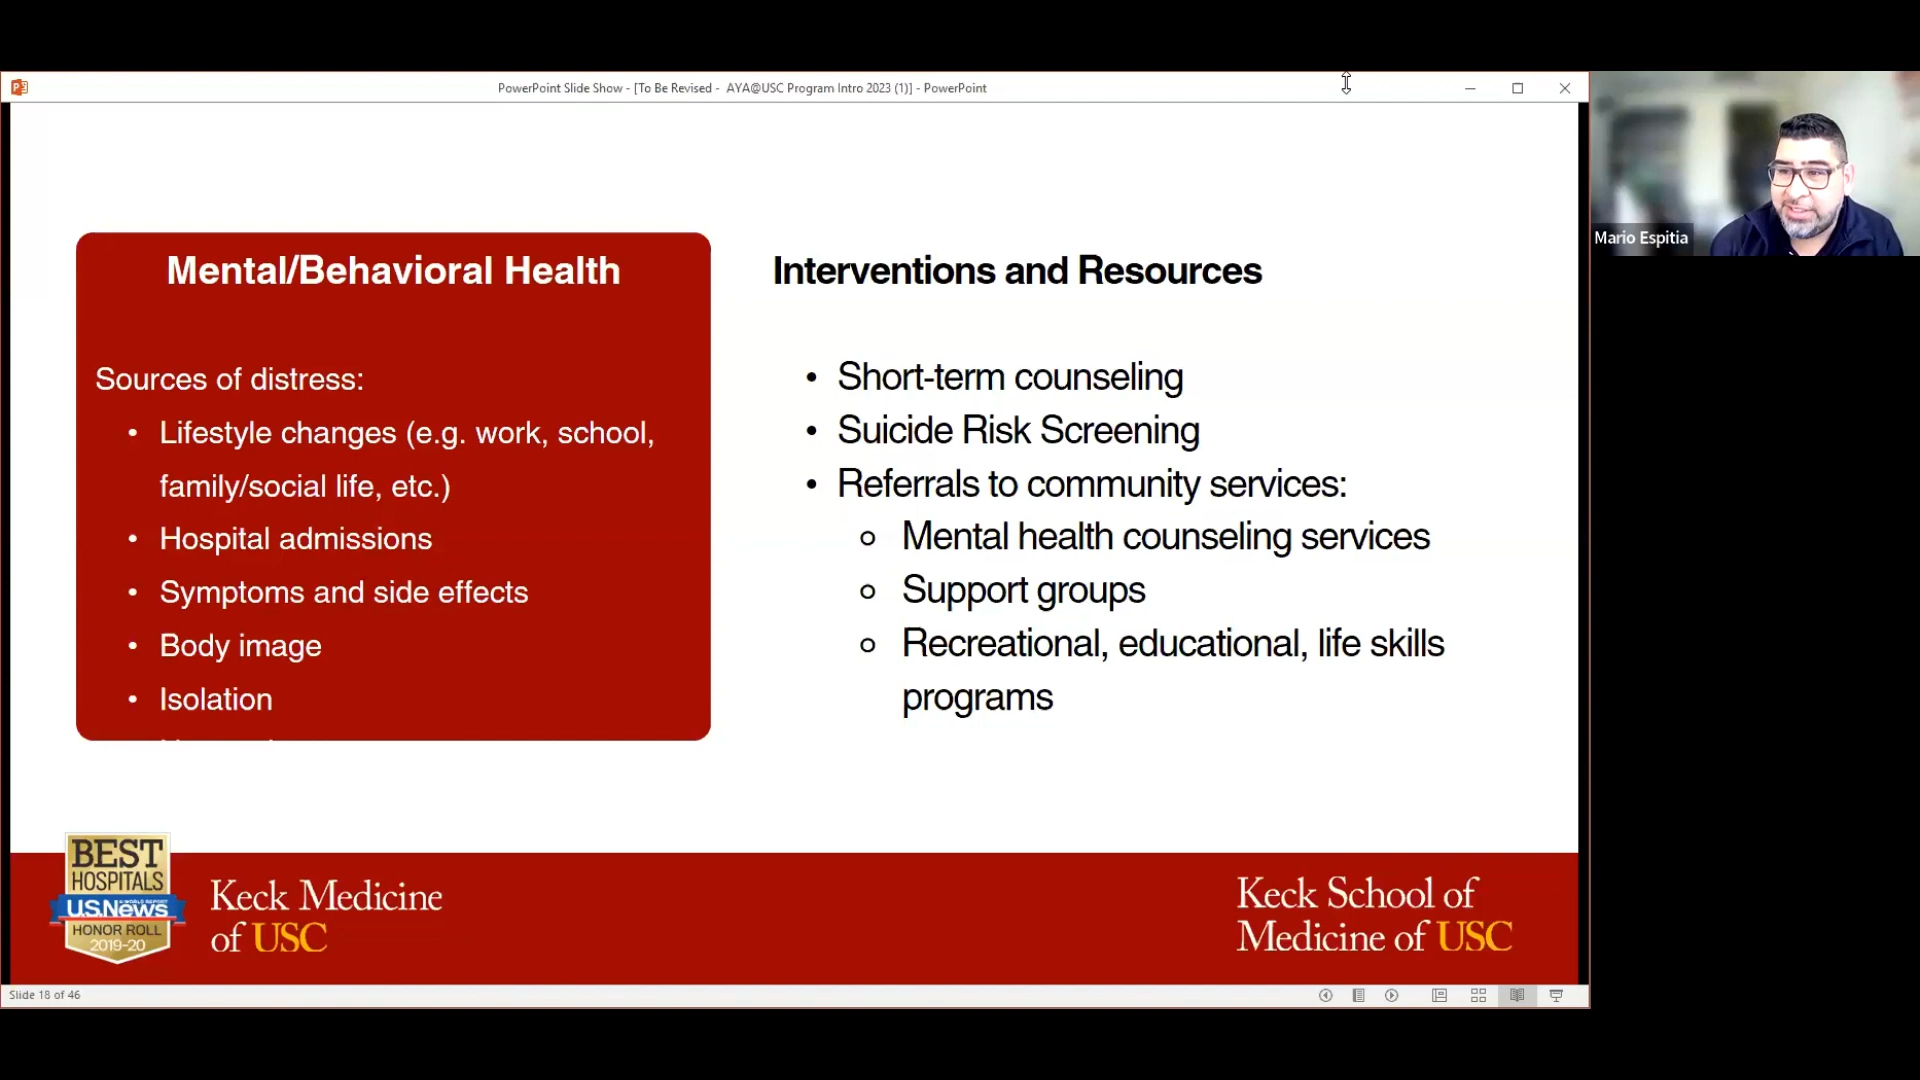 PowerPoint Slide Show - [To Be Revised - AYA@USC Program Intro 2023 (1)] - PowerPoint
Mario Espitia
Mental/Behavioral Health
Sources of distress:
• Lifestyle changes (e.g. work, school,
family/social life, etc.)
• Hospital admissions
• Symptoms and side effects
• Body image
• Isolation
Interventions and Resources
• Short-term counseling
• Suicide Risk Screening
• Referrals to community services:
o Mental health counseling services
o Support groups
o Recreational, educational, life skills
programs
BEST
HOSPITALS
U.S.News
& WORLD REPORT
HONOR ROLL
2019-20
Keck Medicine
of USC
Keck School of
Medicine of USC
Slide 18 of 46